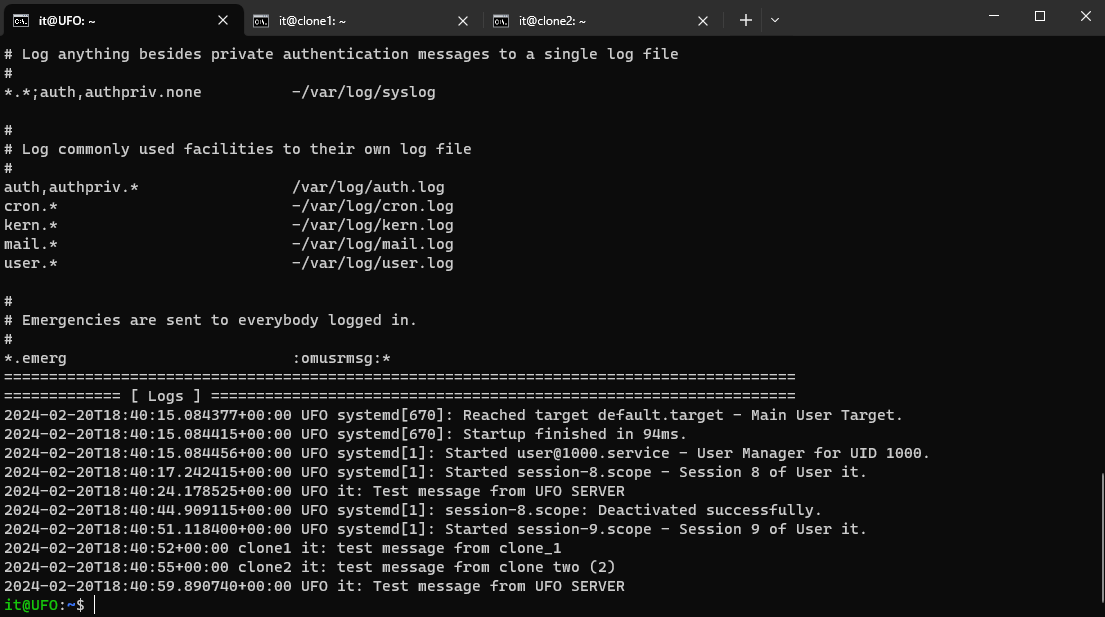 it@UFO: ~
it@clone1: ~
it@clone2: ~
# Log anything besides private authentication messages to a single log file
#
*.*;auth,authpriv.none          -/var/log/syslog
#
# Log commonly used facilities to their own log file
#
auth,authpriv.*                 /var/log/auth.log
cron.*                          -/var/log/cron.log
kern.*                          -/var/log/kern.log
mail.*                          -/var/log/mail.log
user.*                          -/var/log/user.log
#
# Emergencies are sent to everybody logged in.
#
*.emerg                         :omusrmsg:*
========================================================================================
============= [ Logs ] =================================================================
2024-02-20T18:40:15.084377+00:00 UFO systemd[670]: Reached target default.target - Main User Target.
2024-02-20T18:40:15.084415+00:00 UFO systemd[670]: Startup finished in 94ms.
2024-02-20T18:40:15.084456+00:00 UFO systemd[1]: Started user@1000.service - User Manager for UID 1000.
2024-02-20T18:40:17.242415+00:00 UFO systemd[1]: Started session-8.scope - Session 8 of User it.
2024-02-20T18:40:24.178525+00:00 UFO it: Test message from UFO SERVER
2024-02-20T18:40:44.909115+00:00 UFO systemd[1]: session-8.scope: Deactivated successfully.
2024-02-20T18:40:51.118400+00:00 UFO systemd[1]: Started session-9.scope - Session 9 of User it.
2024-02-20T18:40:52+00:00 clone1 it: test message from clone_1
2024-02-20T18:40:55+00:00 clone2 it: test message from clone two (2)
2024-02-20T18:40:59.890740+00:00 UFO it: Test message from UFO SERVER
it@UFO:~$